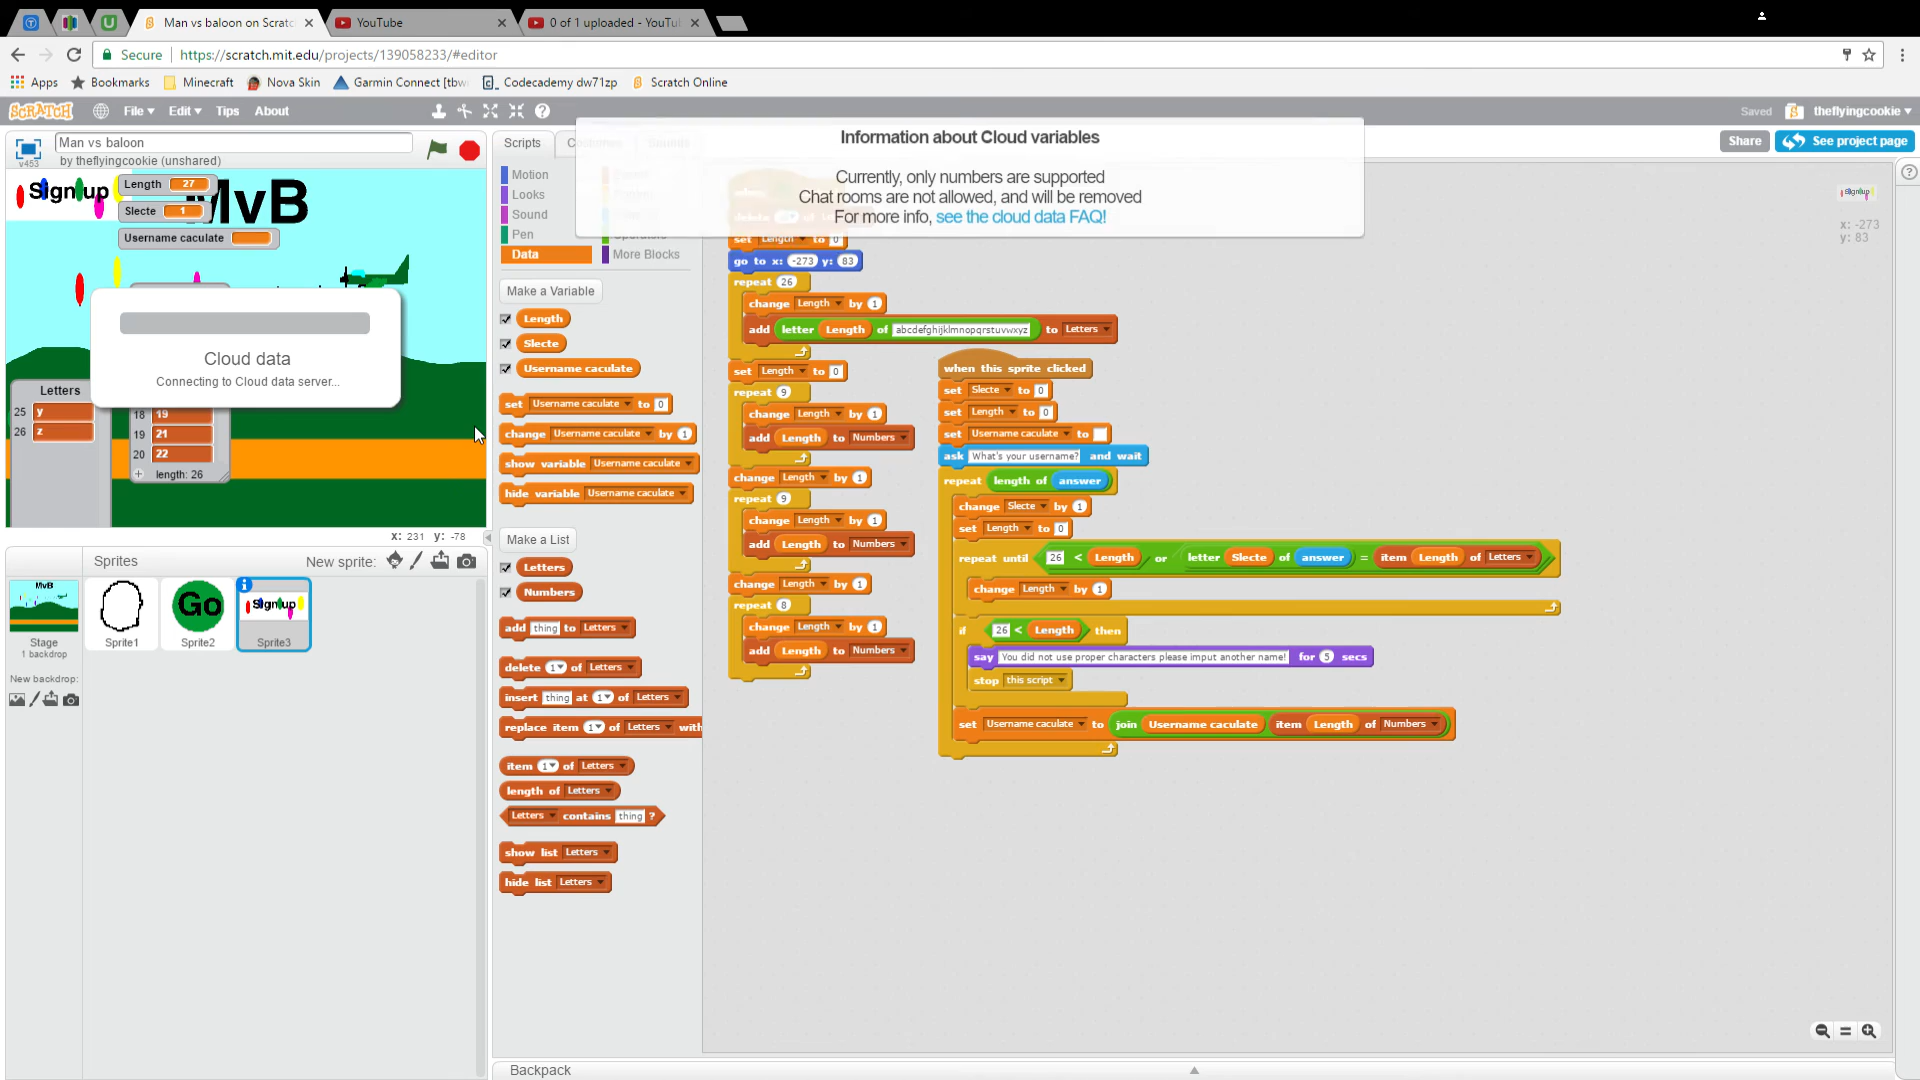 Man vs baloon on Scratc
YouTube
0 of 1 uploaded - YouTu
Secure
https://scratch.mit.edu/projects/139058233/#editor
Apps
Bookmarks
Minecraft
Nova Skin
Garmin Connect [tbw
Codecademy dw71zp
Scratch Online
SCRATCH
File
Edit
Tips
About
Saved
theflyingcookie
Man vs baloon
by theflyingcookie (unshared)
v453
Share
See project page
Information about Cloud variables
Currently, only numbers are supported
Chat rooms are not allowed, and will be removed
For more info, see the cloud data FAQ!
Sign up
MvB
Length 27
Slecte 1
Username caculate
Cloud data
Connecting to Cloud data server...
Letters
25 y
26 z
18 19
19 21
20 22
length: 26
x: 231 y: -78
Sprites
New sprite:
Stage
1 backdrop
New backdrop:
MvB
Sprite1
Go
Sprite2
Sign up
Sprite3
Scripts
Motion
Looks
Sound
Pen
Data
More Blocks
Make a Variable
Length
Slecte
Username caculate
set Username caculate to 0
change Username caculate by 1
show variable Username caculate
hide variable Username caculate
Make a List
Letters
Numbers
add thing to Letters
delete 1 of Letters
insert thing at 1 of Letters
replace item 1 of Letters with
item 1 of Letters
length of Letters
Letters contains thing ?
show list Letters
hide list Letters
set Length to 0
go to x: -273 y: 83
repeat 26
change Length by 1
add letter Length of abcdefghijklmnopqrstuvwxyz to Letters
set Length to 0
repeat 9
change Length by 1
add Length to Numbers
change Length by 1
repeat 9
change Length by 1
add Length to Numbers
change Length by 1
repeat 8
change Length by 1
add Length to Numbers
when this sprite clicked
set Slecte to 0
set Length to 0
set Username caculate to
ask What's your username? and wait
repeat length of answer
change Slecte by 1
set Length to 0
repeat until 26 < Length or letter Slecte of answer = item Length of Letters
change Length by 1
if 26 < Length then
say You did not use proper characters please imput another name! for 5 secs
stop this script
set Username caculate to join Username caculate item Length of Numbers
Sign up
x: -273
y: 83
Backpack